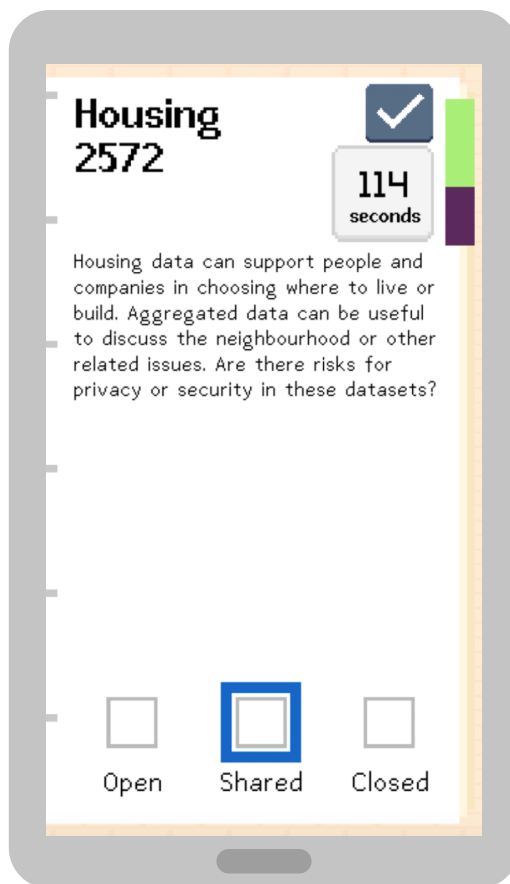 Housing
2572
114
seconds
Housing data can support people and
companies in choosing where to live or
build. Aggregated data can be useful
to discuss the neighbourhood or other
related issues. Are there risks for
privacy or security in these datasets?
Open Shared Closed